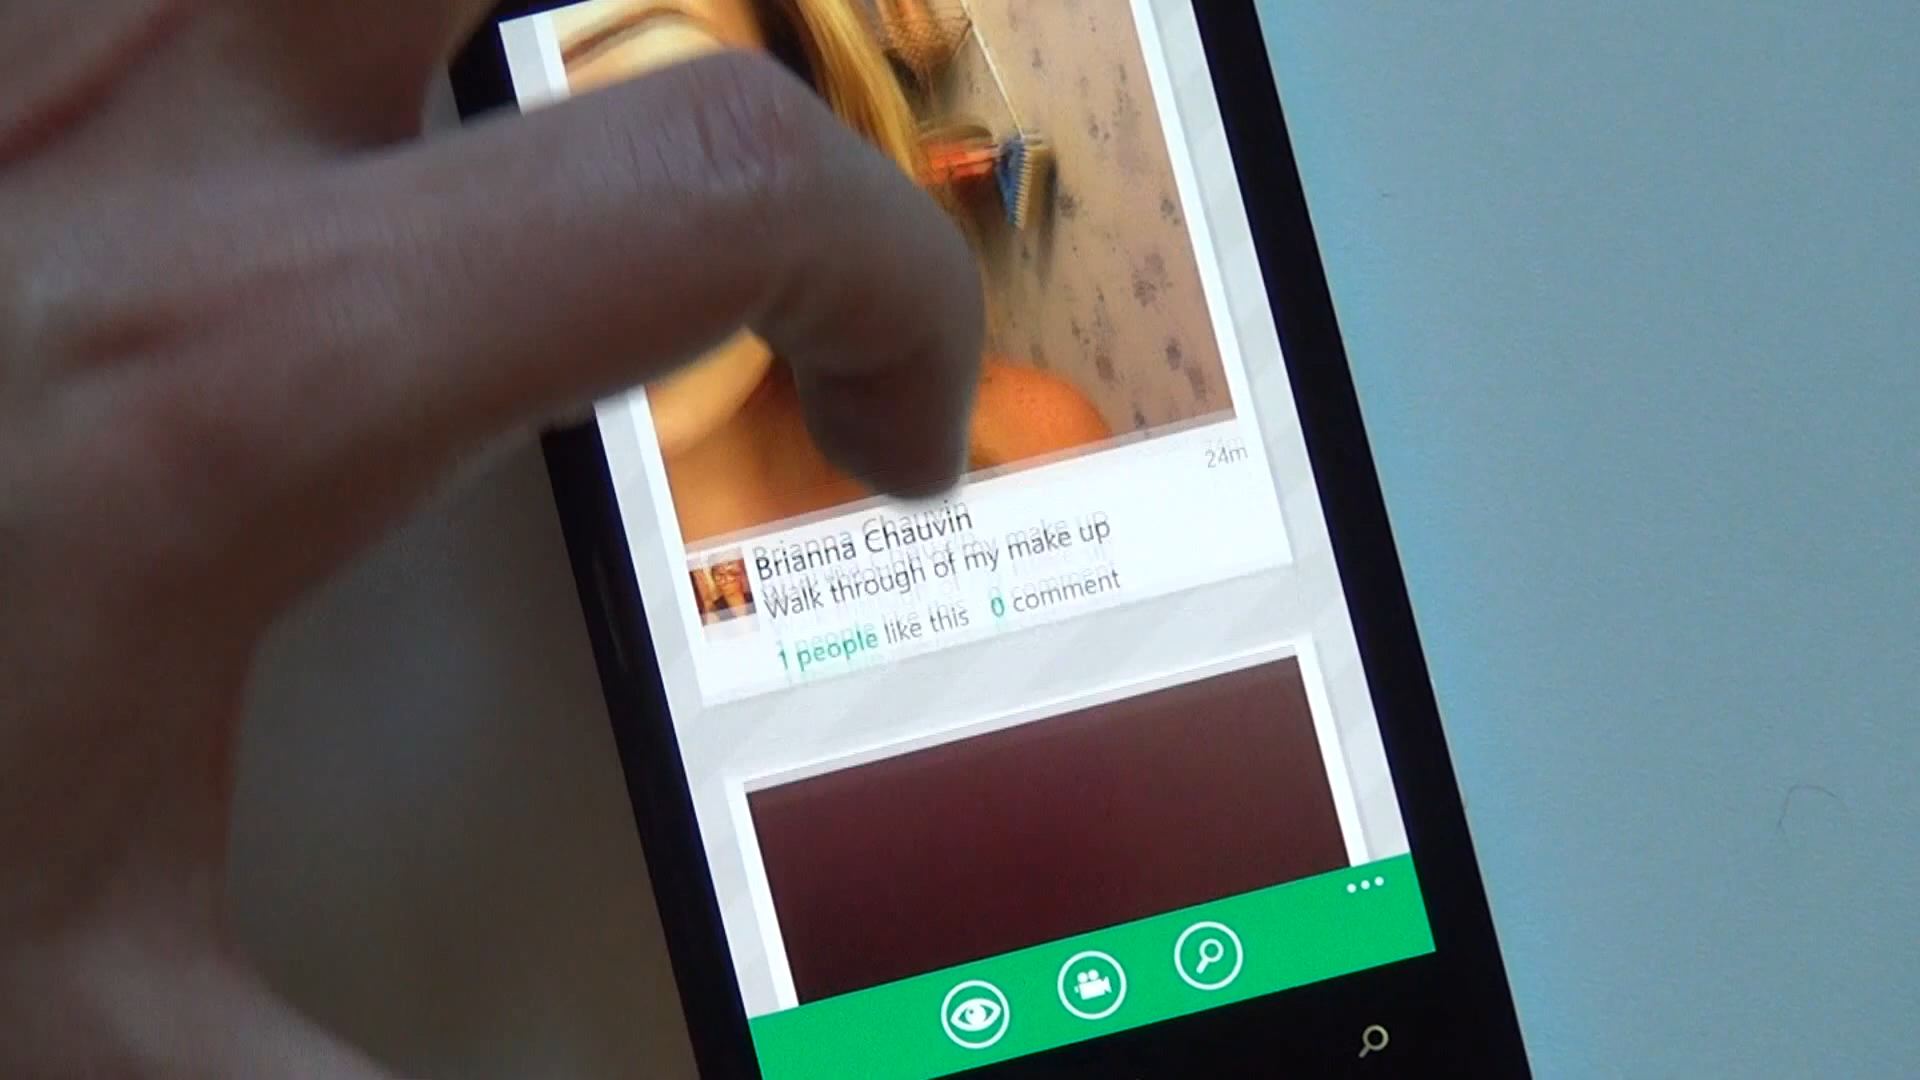 24m
Brianna Chauvin
Walk through of my make up
1 people like this 0 comment